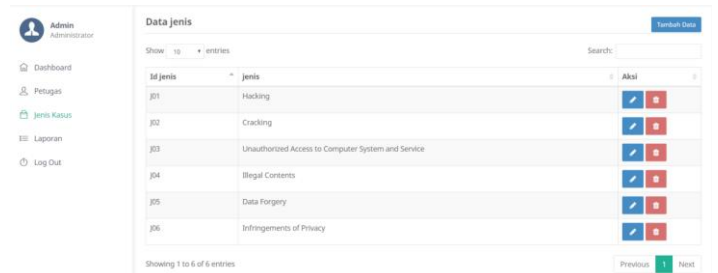 Admin
Administrator
Dashboard
Petugas
Jenis Kasus
Laporan
Log Out
Data jenis
Tambah Data
Show 10 entries
Search:
Id jenis jenis Aksi
J01 Hacking
J02 Cracking
J03 Unauthorized Access to Computer System and Service
J04 Illegal Contents
J05 Data Forgery
J06 Infringements of Privacy
Showing 1 to 6 of 6 entries
Previous 1 Next